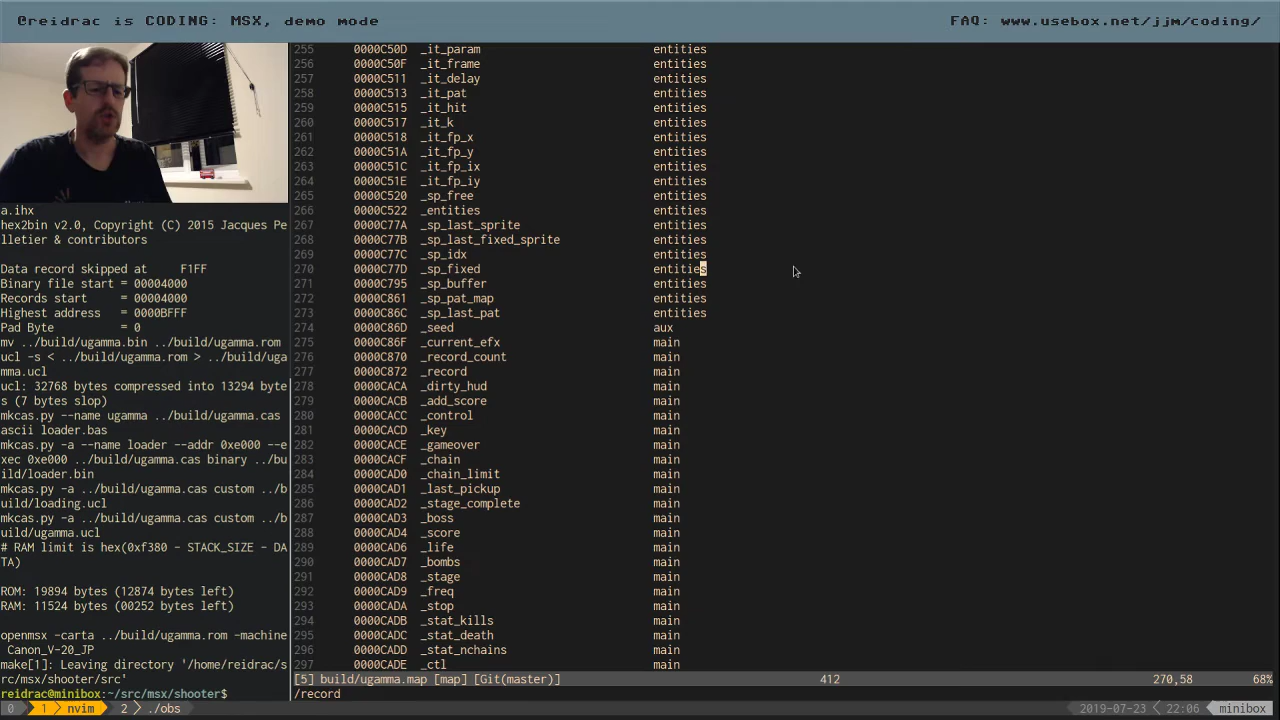 @reidrac is CODING: MSX, demo mode
FAQ: www.usebox.net/jjm/coding/
a.ihx
hex2bin v2.0, Copyright (C) 2015 Jacques Pe
lletier & contributors
Data record skipped at    F1FF
Binary file start = 00004000
Records start     = 00004000
Highest address   = 0000BFFF
Pad Byte          = 0
mv ../build/ugamma.bin ../build/ugamma.rom
ucl -s < ../build/ugamma.rom > ../build/uga
mma.ucl
ucl: 32768 bytes compressed into 13294 byte
s (7 bytes slop)
mkcas.py --name ugamma ../build/ugamma.cas
ascii loader.bas
mkcas.py -a --name loader --addr 0xe000 --e
xec 0xe000 ../build/ugamma.cas binary ../bu
ild/loader.bin
mkcas.py -a ../build/ugamma.cas custom ../b
uild/loading.ucl
mkcas.py -a ../build/ugamma.cas custom ../b
uild/ugamma.ucl
# RAM limit is hex(0xf380 - STACK_SIZE - DA
TA)
ROM: 19894 bytes (12874 bytes left)
RAM: 11524 bytes (00252 bytes left)
openmsx -carta ../build/ugamma.rom -machine
Canon_V-20_JP
make[1]: Leaving directory '/home/reidrac/s
rc/msx/shooter/src'
reidrac@minibox:~/src/msx/shooter$
255 0000C50D _it_param entities
256 0000C50F _it_frame entities
257 0000C511 _it_delay entities
258 0000C513 _it_pat entities
259 0000C515 _it_hit entities
260 0000C517 _it_k entities
261 0000C518 _it_fp_x entities
262 0000C51A _it_fp_y entities
263 0000C51C _it_fp_ix entities
264 0000C51E _it_fp_iy entities
265 0000C520 _sp_free entities
266 0000C522 _entities entities
267 0000C77A _sp_last_sprite entities
268 0000C77B _sp_last_fixed_sprite entities
269 0000C77C _sp_idx entities
270 0000C77D _sp_fixed entities
271 0000C795 _sp_buffer entities
272 0000C861 _sp_pat_map entities
273 0000C86C _sp_last_pat entities
274 0000C86D _seed aux
275 0000C86F _current_efx main
276 0000C870 _record_count main
277 0000C872 _record main
278 0000CACA _dirty_hud main
279 0000CACB _add_score main
280 0000CACC _control main
281 0000CACD _key main
282 0000CACE _gameover main
283 0000CACF _chain main
284 0000CAD0 _chain_limit main
285 0000CAD1 _last_pickup main
286 0000CAD2 _stage_complete main
287 0000CAD3 _boss main
288 0000CAD4 _score main
289 0000CAD6 _life main
290 0000CAD7 _bombs main
291 0000CAD8 _stage main
292 0000CAD9 _freq main
293 0000CADA _stop main
294 0000CADB _stat_kills main
295 0000CADC _stat_death main
296 0000CADD _stat_nchains main
297 0000CADE _ctl main
[5] build/ugamma.map [map] [Git(master)] 412 270,58 68%
/record
0 1 nvim 2 ./obs 2019-07-23 22:06 minibox